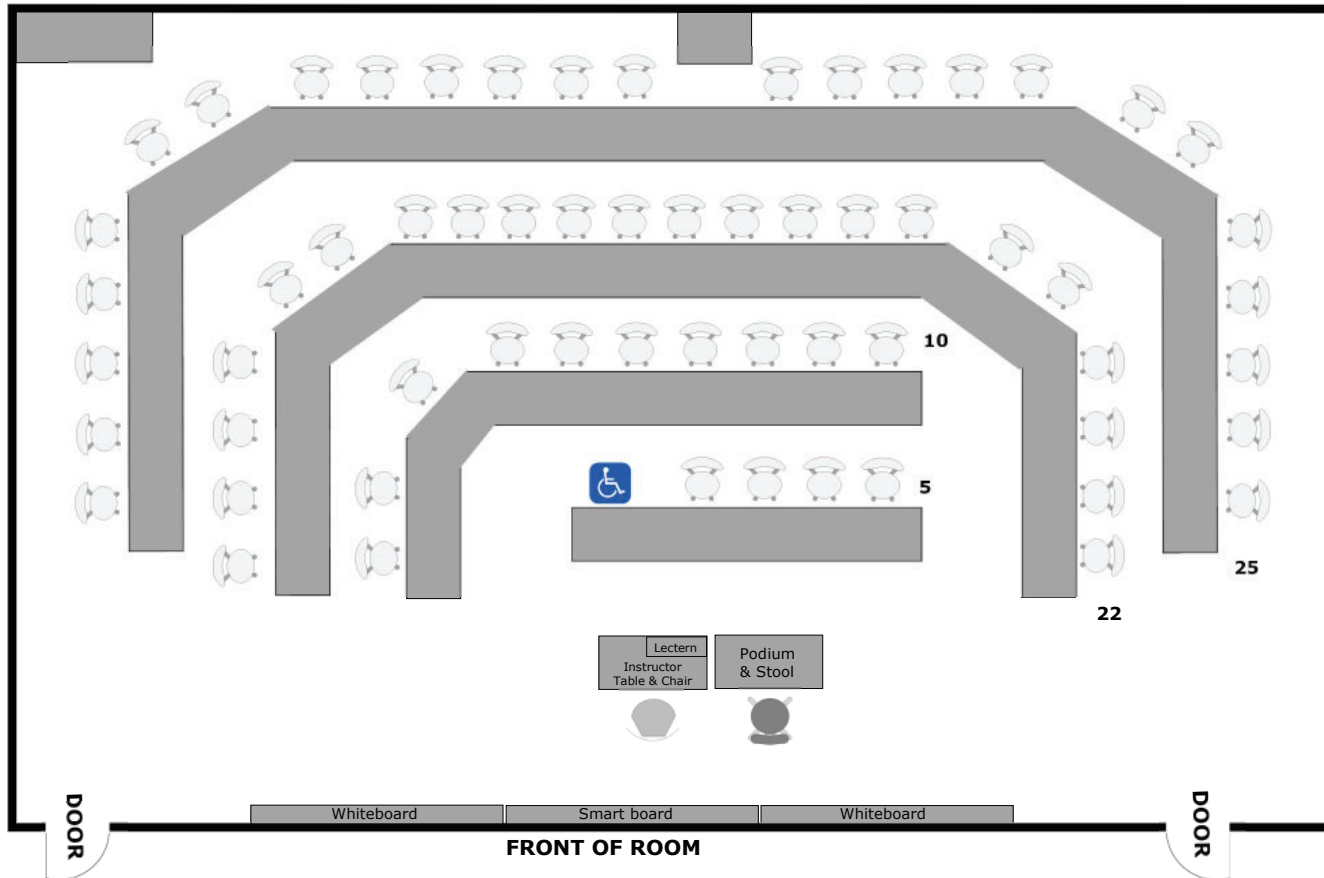 10
5
25
22
Lectern
Instructor
Table & Chair
Podium
& Stool
DOOR
Whiteboard
Smart board
Whiteboard
DOOR
FRONT OF ROOM